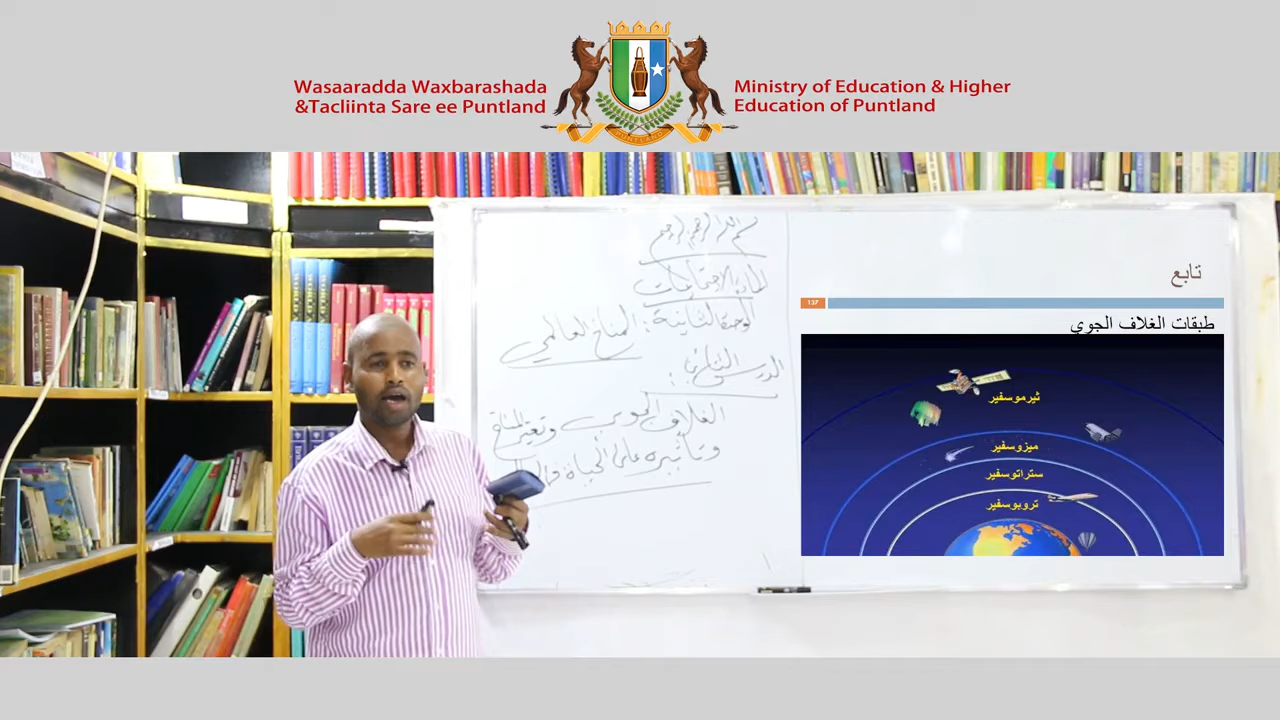 Wasaaradda Waxbarashada
&Tacliinta Sare ee Puntland
Ministry of Education & Higher
Education of Puntland
بسم الله الرحمن الرحيم
المادة: الاجتماعيات
الوحدة الثانية: المناخ العالمي
الدرس الثاني:
الغلاف الجوي وتغير المناخ
وتأثيره على الحياة
تابع
137
طبقات الغلاف الجوي
ثيرموسفير
ميزوسفير
ستراتوسفير
تروبوسفير